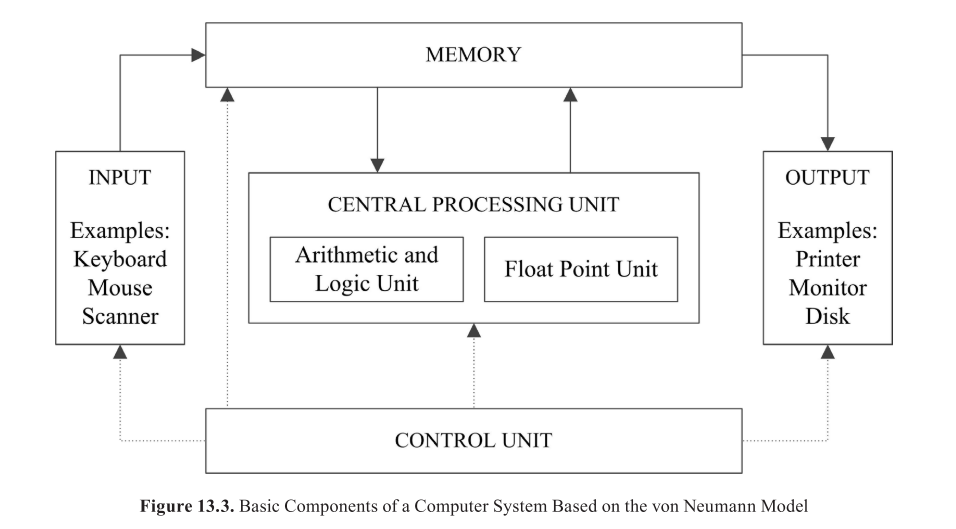 MEMORY
INPUT
Examples:
Keyboard
Mouse
Scanner
CENTRAL PROCESSING UNIT
Arithmetic and
Logic Unit
Float Point Unit
OUTPUT
Examples:
Printer
Monitor
Disk
CONTROL UNIT
Figure 13.3. Basic Components of a Computer System Based on the von Neumann Model